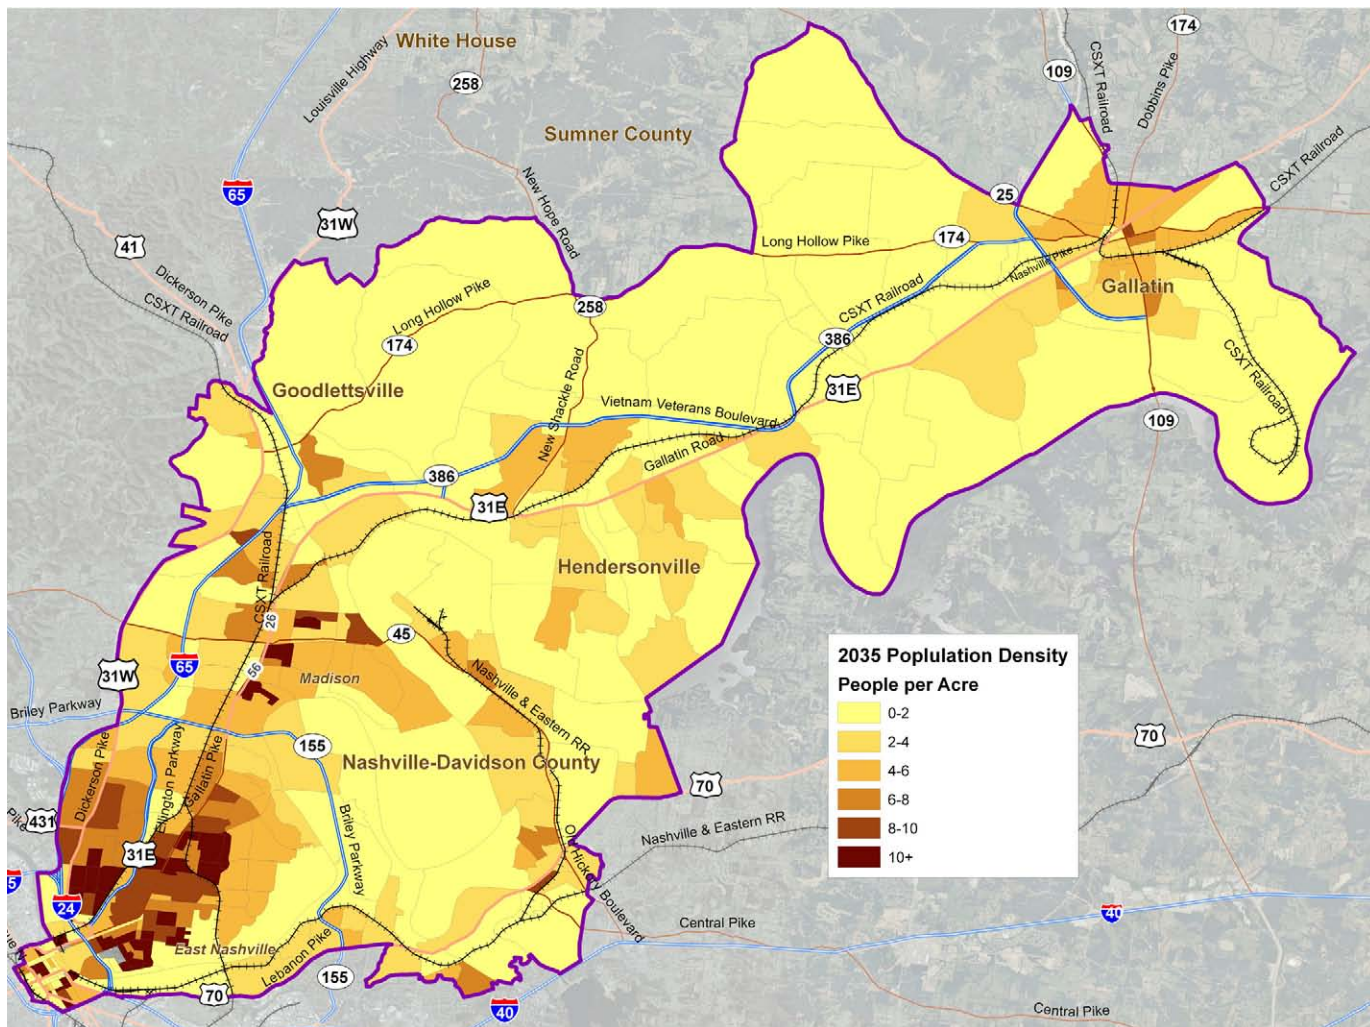 White House
174
109
CSXT Railroad
Dobbins Pike
Louisville Highway
258
Sumner County
CSXT Railroad
65
New Hope Road
25
31W
41
Long Hollow Pike
174
Nashville Pike
Dickerson Pike
CSXT Railroad
Gallatin
Long Hollow Pike
258
CSXT Railroad
174
386
CSXT Railroad
New Shackle Road
Goodlettsville
31E
Vietnam Veterans Boulevard
109
Gallatin Road
386
31E
CSXT Railroad
Hendersonville
26
45
65
56
31W
Madison
Nashville & Eastern RR
Briley Parkway
155
Dickerson Pike
Ellington Parkway
Gallatin Pike
Nashville-Davidson County
70
70
Briley Parkway
431
Pike
Nashville & Eastern RR
31E
Old Hickory Boulevard
24
40
Central Pike
East Nashville
Lebanon Pike
155
70
40
Central Pike
2035 Poplulation Density
People per Acre
0-2
2-4
4-6
6-8
8-10
10+